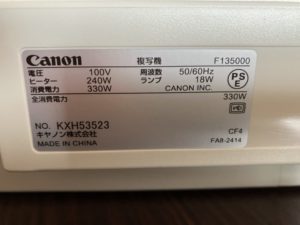 Canon 複写機 F135000
電圧 100V 周波数 50/60Hz
ヒーター 240W ランプ 18W
消費電力 330W CANON INC.
PSE
全消費電力 330W
NO. KXH53523
キヤノン株式会社 CF4
MADE IN CHINA FA8-2414